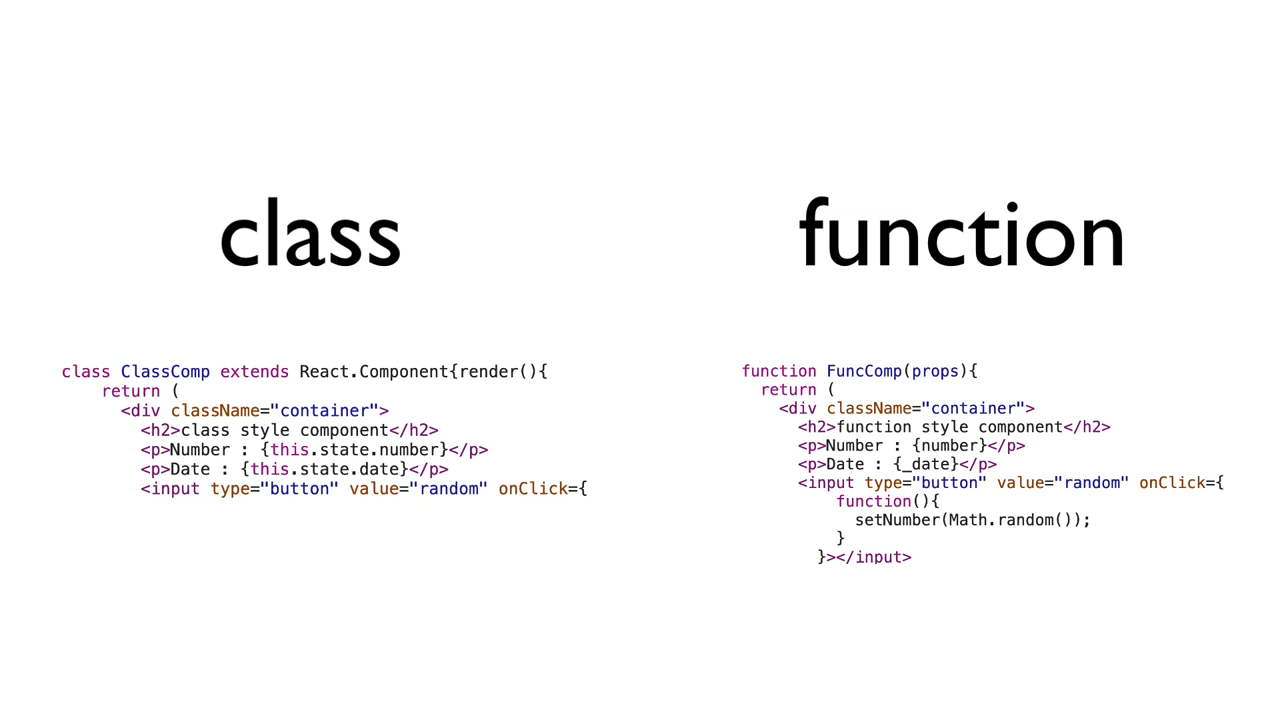 class
class ClassComp extends React.Component{render(){
return (
<div className="container">
<h2>class style component</h2>
<p>Number : {this.state.number}</p>
<p>Date : {this.state.date}</p>
<input type="button" value="random" onClick={
function
function FuncComp(props){
return (
<div className="container">
<h2>function style component</h2>
<p>Number : {number}</p>
<p>Date : {_date}</p>
<input type="button" value="random" onClick={
function(){
setNumber(Math.random());
}
}></input>